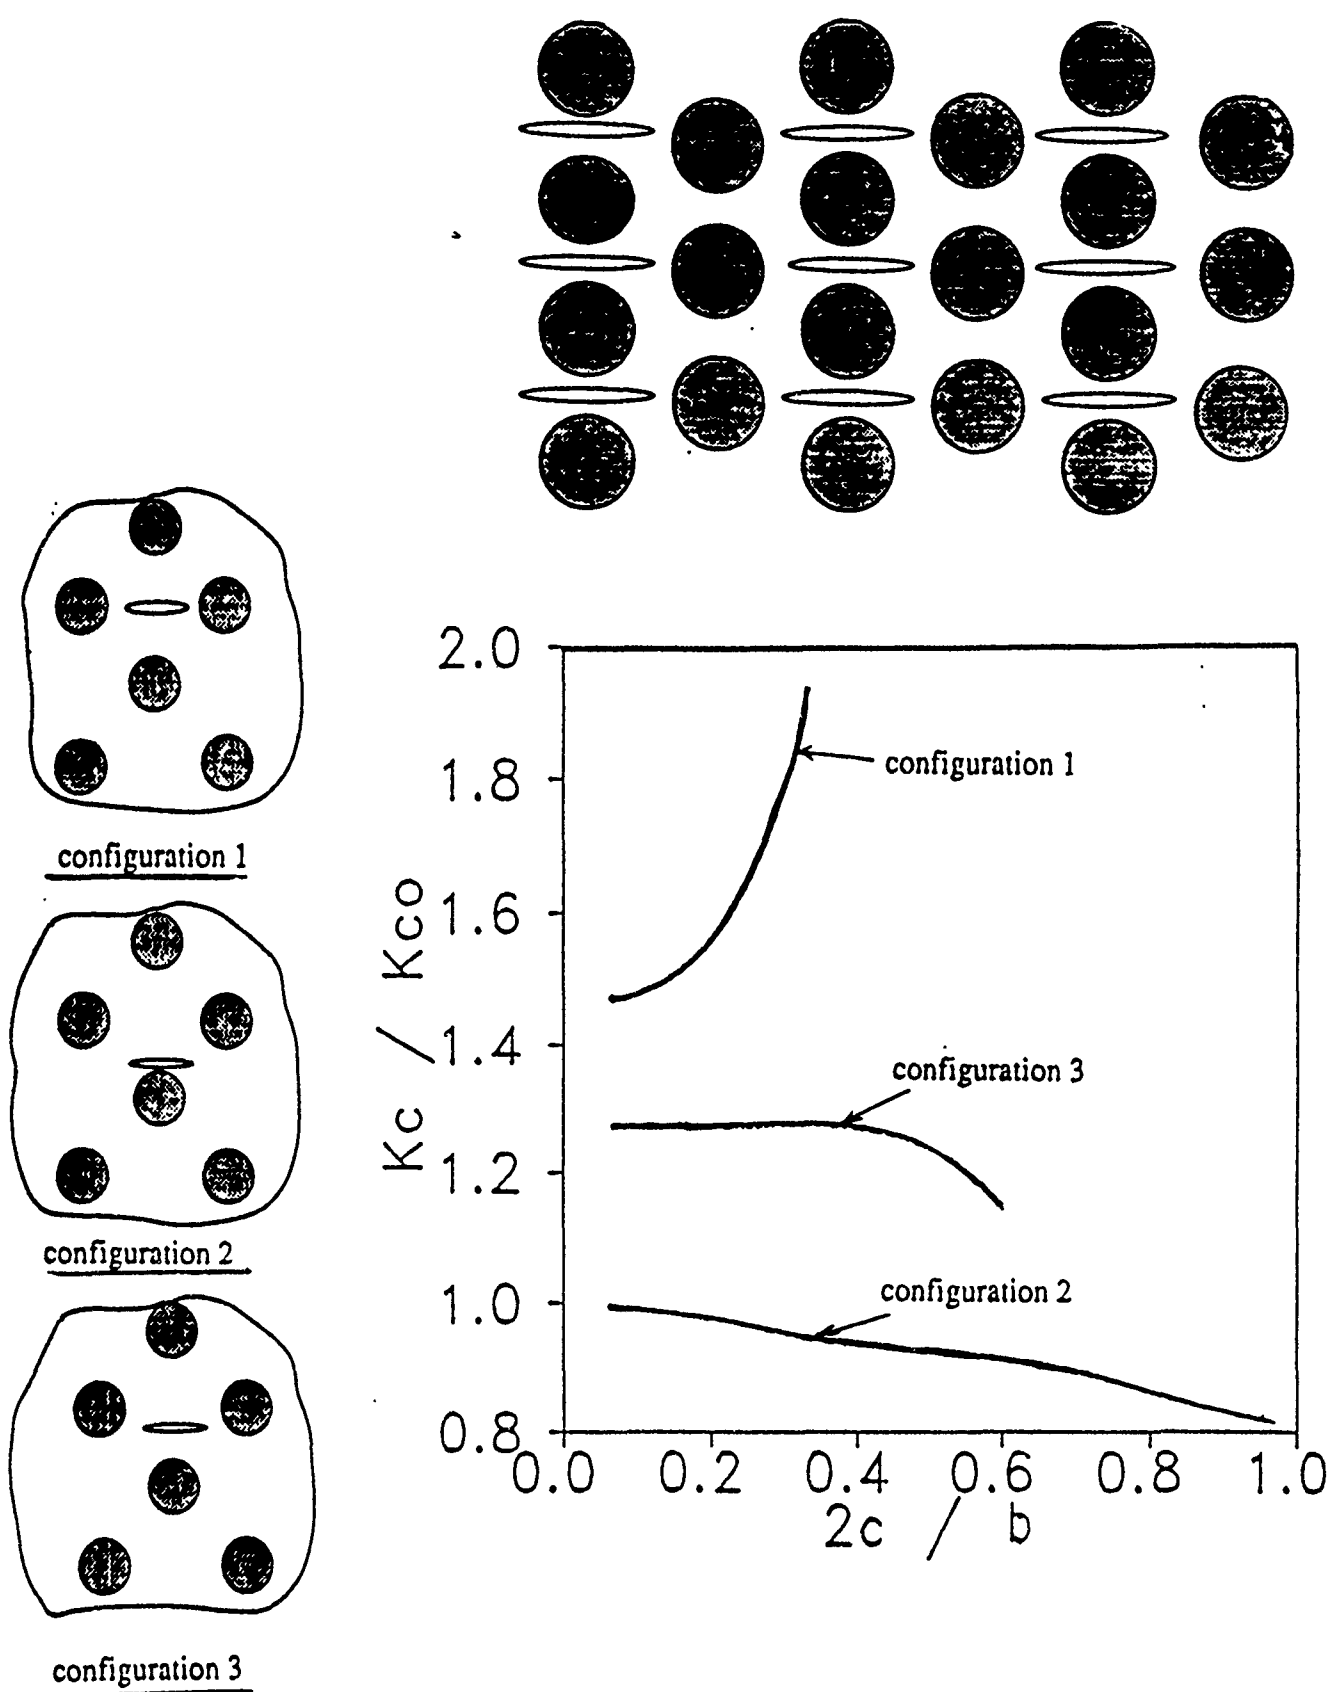 configuration 1
configuration 2
configuration 3
2.0
1.8
1.6
1.4
1.2
1.0
0.8
Kc / Kco
configuration 1
configuration 3
configuration 2
0.0 0.2 0.4 0.6 0.8 1.0
2c / b